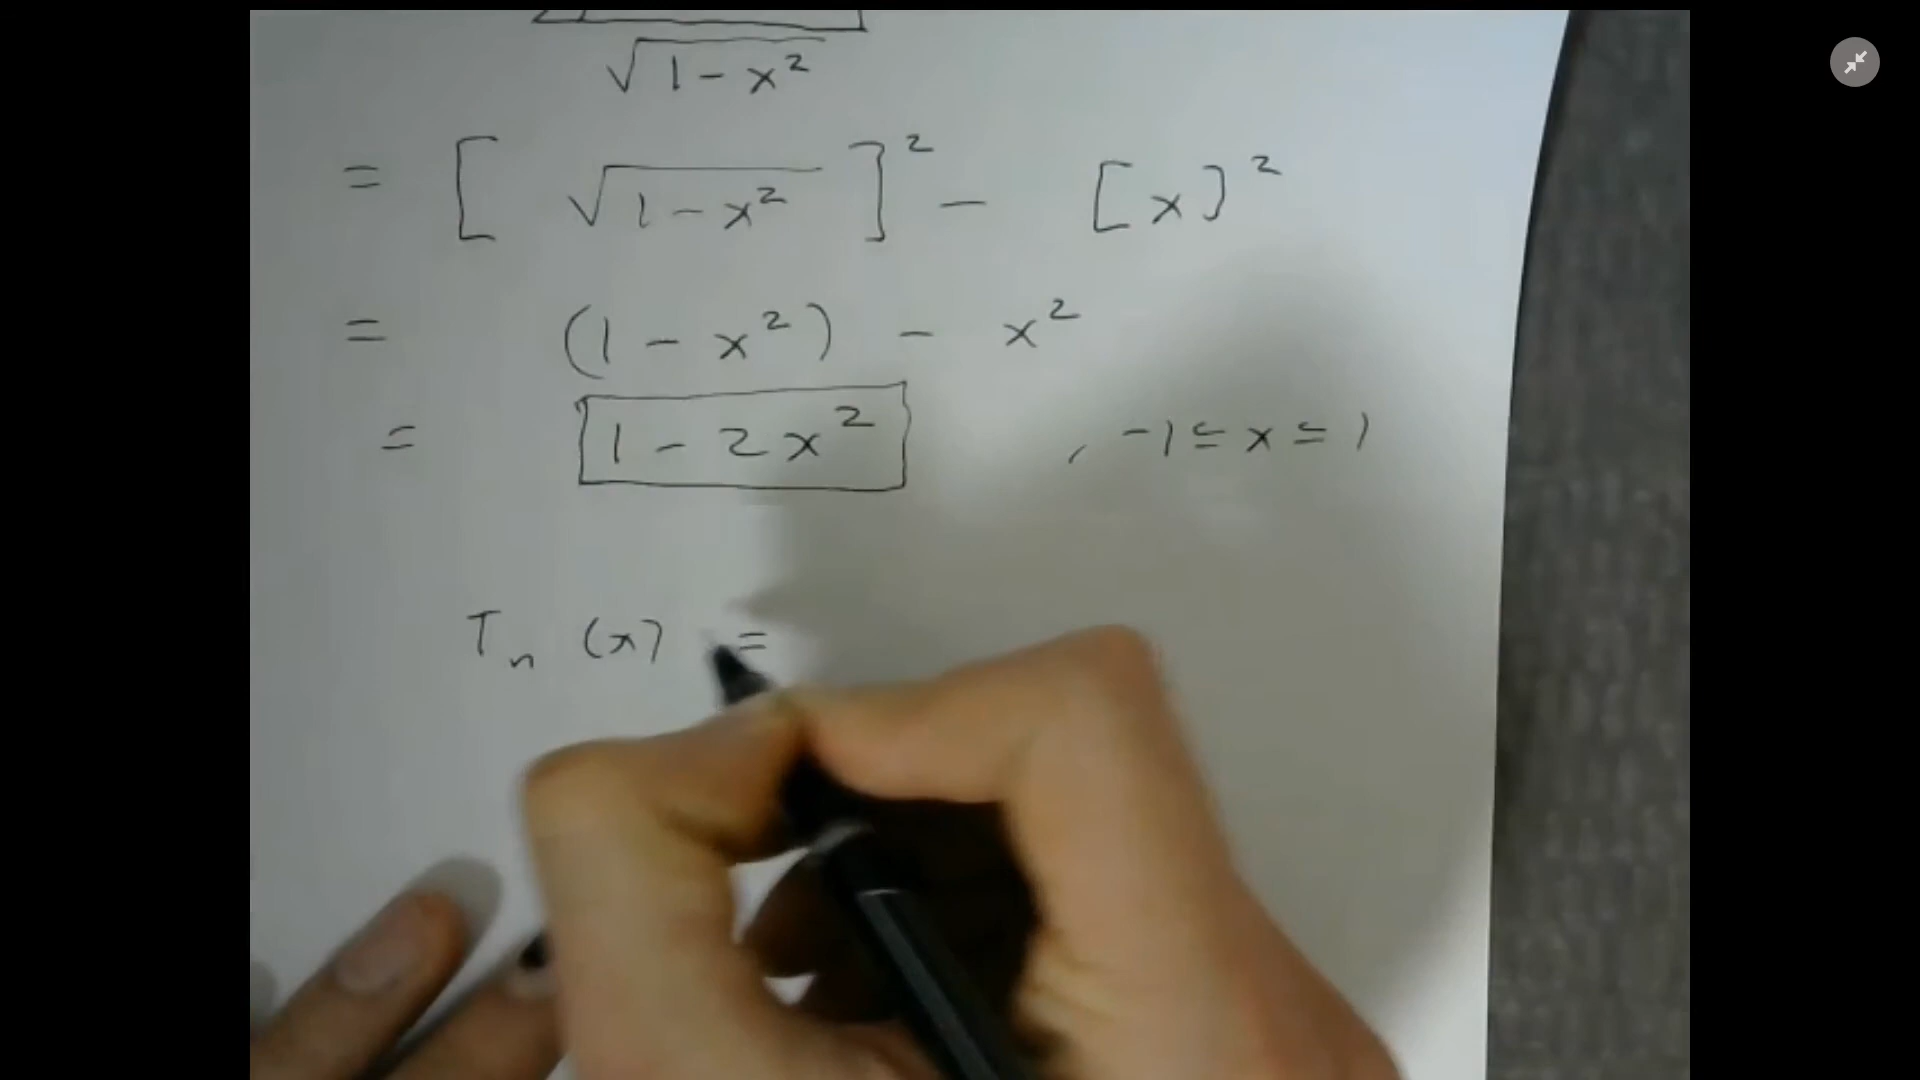 √1-x²
= [ √1-x² ]² - [x]²
= (1-x²) - x²
= 1-2x² , -1≤x≤1
Tₙ (x) =